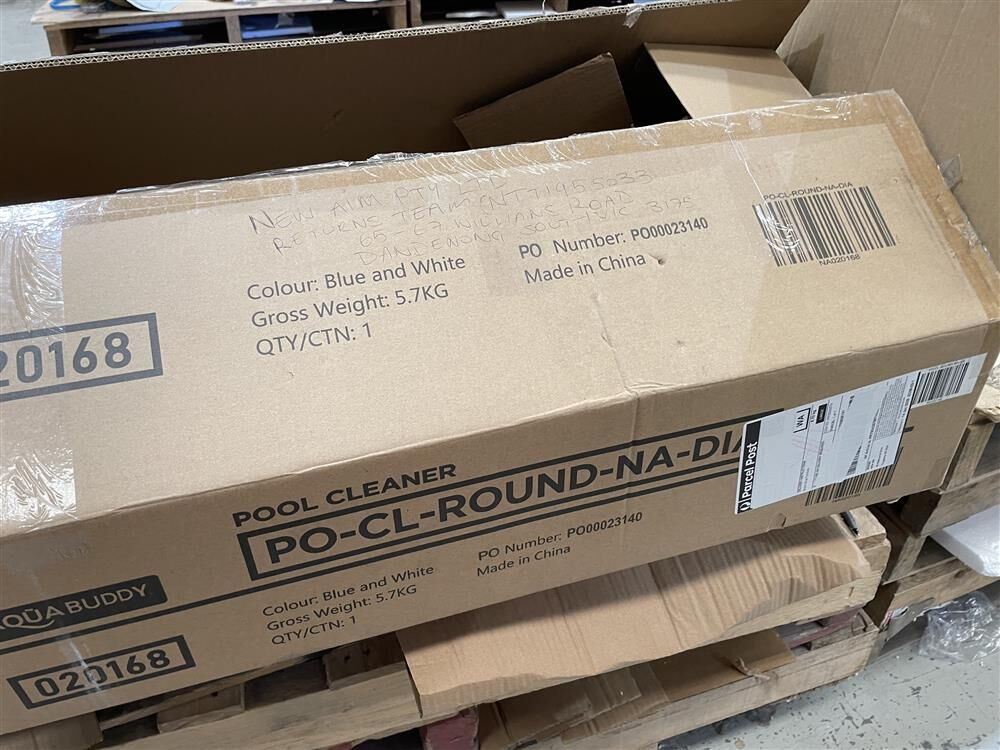 NEW AIM PTY LTD
RETURNS TEAM
65-67 WILLIAMS ROAD
DANDENONG SOUTH VIC 3175
Colour: Blue and White
Gross Weight: 5.7KG
QTY/CTN: 1
PO Number: PO00023140
Made in China
PO-CL-ROUND-NA-DIA
NA020168
20168
POOL CLEANER
PO-CL-ROUND-NA-DIA
Parcel Post
WA
Colour: Blue and White
Gross Weight: 5.7KG
QTY/CTN: 1
PO Number: PO00023140
Made in China
AQUABUDDY
020168